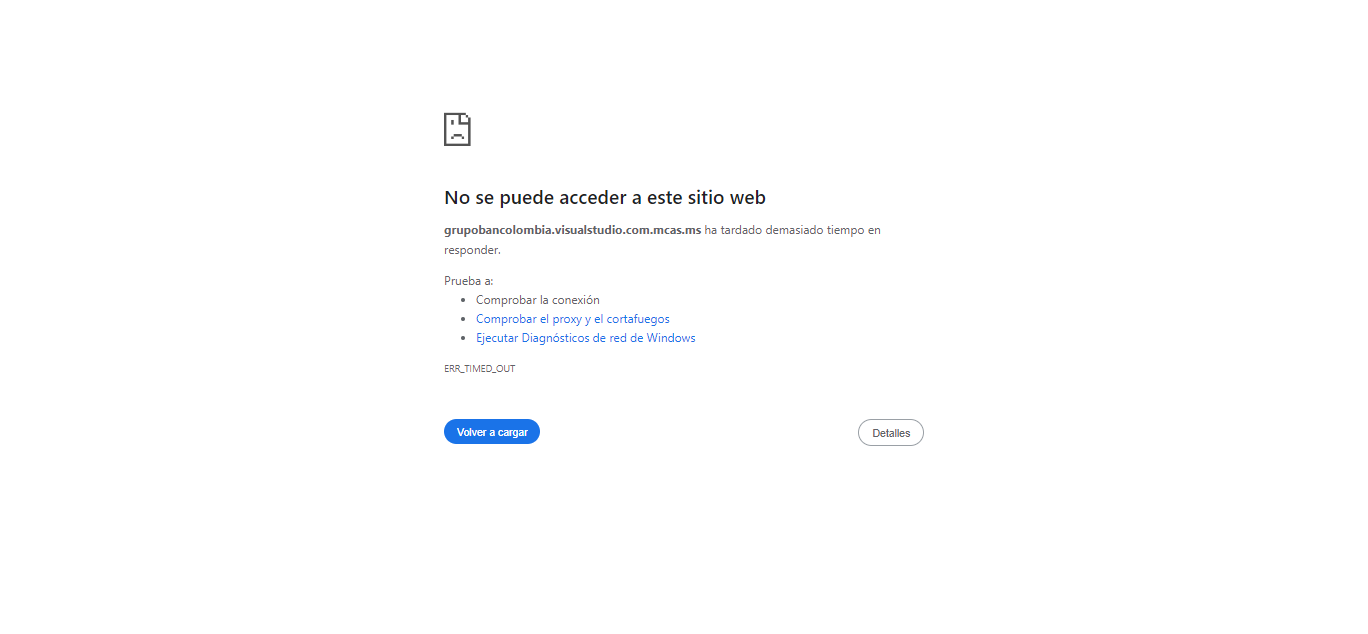 No se puede acceder a este sitio web
grupobancolombia.visualstudio.com.mcas.ms ha tardado demasiado tiempo en
responder.
Prueba a:
• Comprobar la conexión
• Comprobar el proxy y el cortafuegos
• Ejecutar Diagnósticos de red de Windows
ERR_TIMED_OUT
Volver a cargar
Detalles